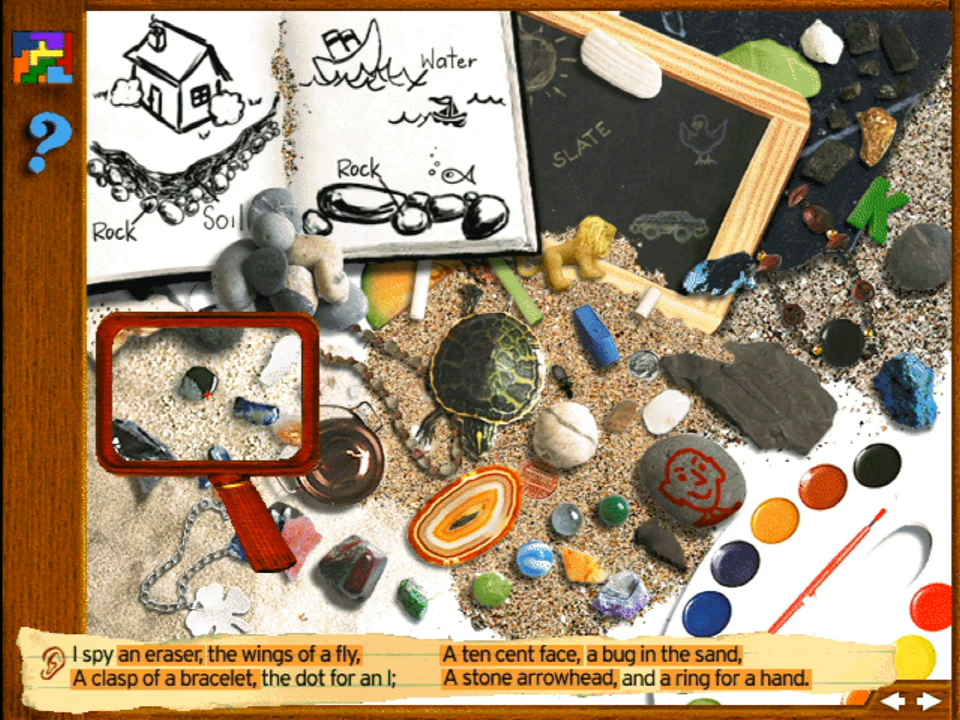 Water
SLATE
Rock
Soil
Rock
K
?
I spy an eraser, the wings of a fly,
A clasp of a bracelet, the dot for an I;
A ten cent face, a bug in the sand,
A stone arrowhead, and a ring for a hand.